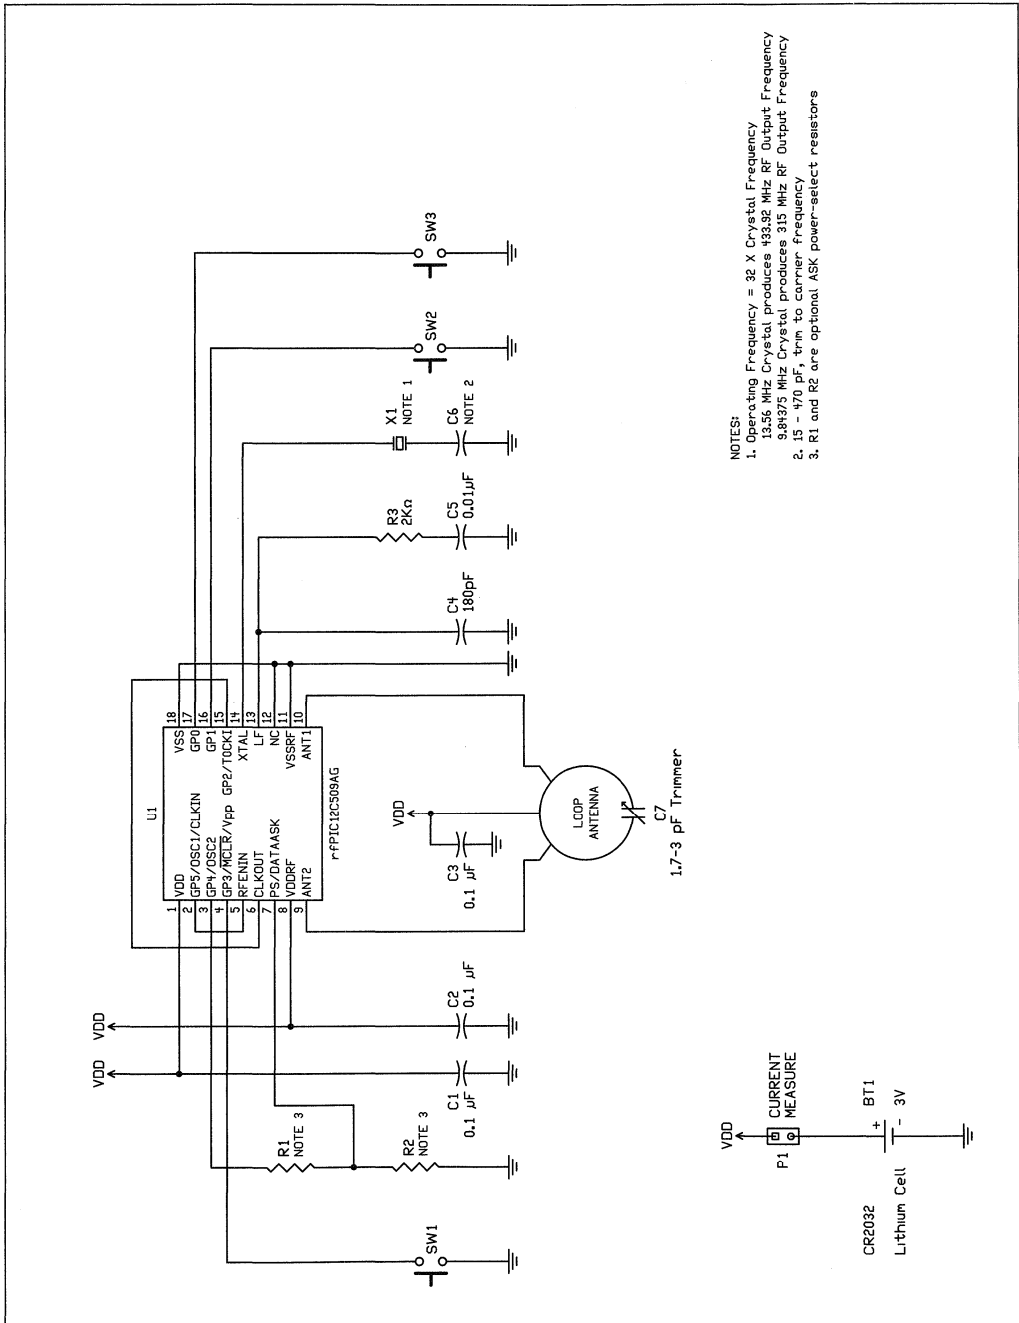 VDD
VDD
U1
1 VDD
2 GP5/OSC1/CLKIN
3 GP4/OSC2
4 GP3/MCLR/Vpp
5 RFENIN
6 CLKOUT
7 PS/DATAASK
8 VDDRF
9 ANT2
VSS 18
GP0 17
GP1 16
GP2/T0CKI 15
XTAL 14
LF 13
NC 12
VSSRF 11
ANT1 10
rfPIC12C509AG
SW1
R1
NOTE 3
R2
NOTE 3
C1
0.1 µF
C2
0.1 µF
VDD
C3
0.1 µF
LOOP
ANTENNA
C7
1.7-3 pF Trimmer
C4
180pF
R3
2KΩ
C5
0.01µF
X1
NOTE 1
C6
NOTE 2
SW2
SW3
VDD
P1
CURRENT
MEASURE
CR2032
Lithium Cell
+
BT1
-
3V
NOTES:
1. Operating Frequency = 32 X Crystal Frequency
13.56 MHz Crystal produces 433.92 MHz RF Output Frequency
9.84375 MHz Crystal produces 315 MHz RF Output Frequency
2. 15 - 470 pF, trim to carrier frequency
3. R1 and R2 are optional ASK power-select resistors